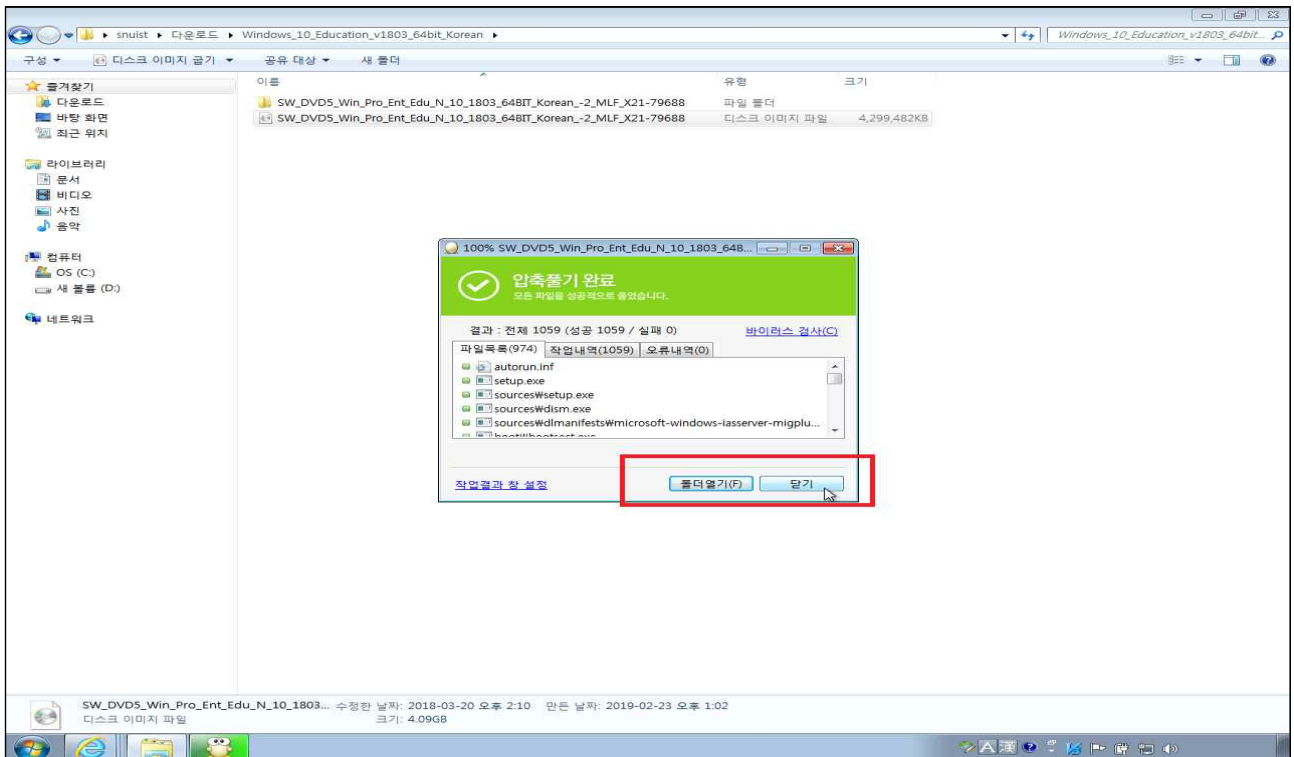 snuist ▸ 다운로드 ▸ Windows_10_Education_v1803_64bit_Korean ▸
Windows_10_Education_v1803_64bit...
구성 디스크 이미지 굽기 공유 대상 새 폴더
이름 유형 크기
즐겨찾기
다운로드
바탕 화면
최근 위치
라이브러리
문서
비디오
사진
음악
컴퓨터
OS (C:)
새 볼륨 (D:)
네트워크
SW_DVD5_Win_Pro_Ent_Edu_N_10_1803_64BIT_Korean_-2_MLF_X21-79688 파일 폴더
SW_DVD5_Win_Pro_Ent_Edu_N_10_1803_64BIT_Korean_-2_MLF_X21-79688 디스크 이미지 파일 4,299,482KB
100% SW_DVD5_Win_Pro_Ent_Edu_N_10_1803_64B...
압축풀기 완료
모든 파일을 성공적으로 풀었습니다.
결과 : 전체 1059 (성공 1059 / 실패 0) 바이러스 검사(C)
파일목록(974) 작업내역(1059) 오류내역(0)
autorun.inf
setup.exe
sources₩setup.exe
sources₩dism.exe
sources₩dlmanifests₩microsoft-windows-iasserver-migplu...
작업결과 창 설정 폴더열기(F) 닫기
SW_DVD5_Win_Pro_Ent_Edu_N_10_1803... 수정한 날짜: 2018-03-20 오후 2:10 만든 날짜: 2019-02-23 오후 1:02
디스크 이미지 파일 크기: 4.09GB
A 漢